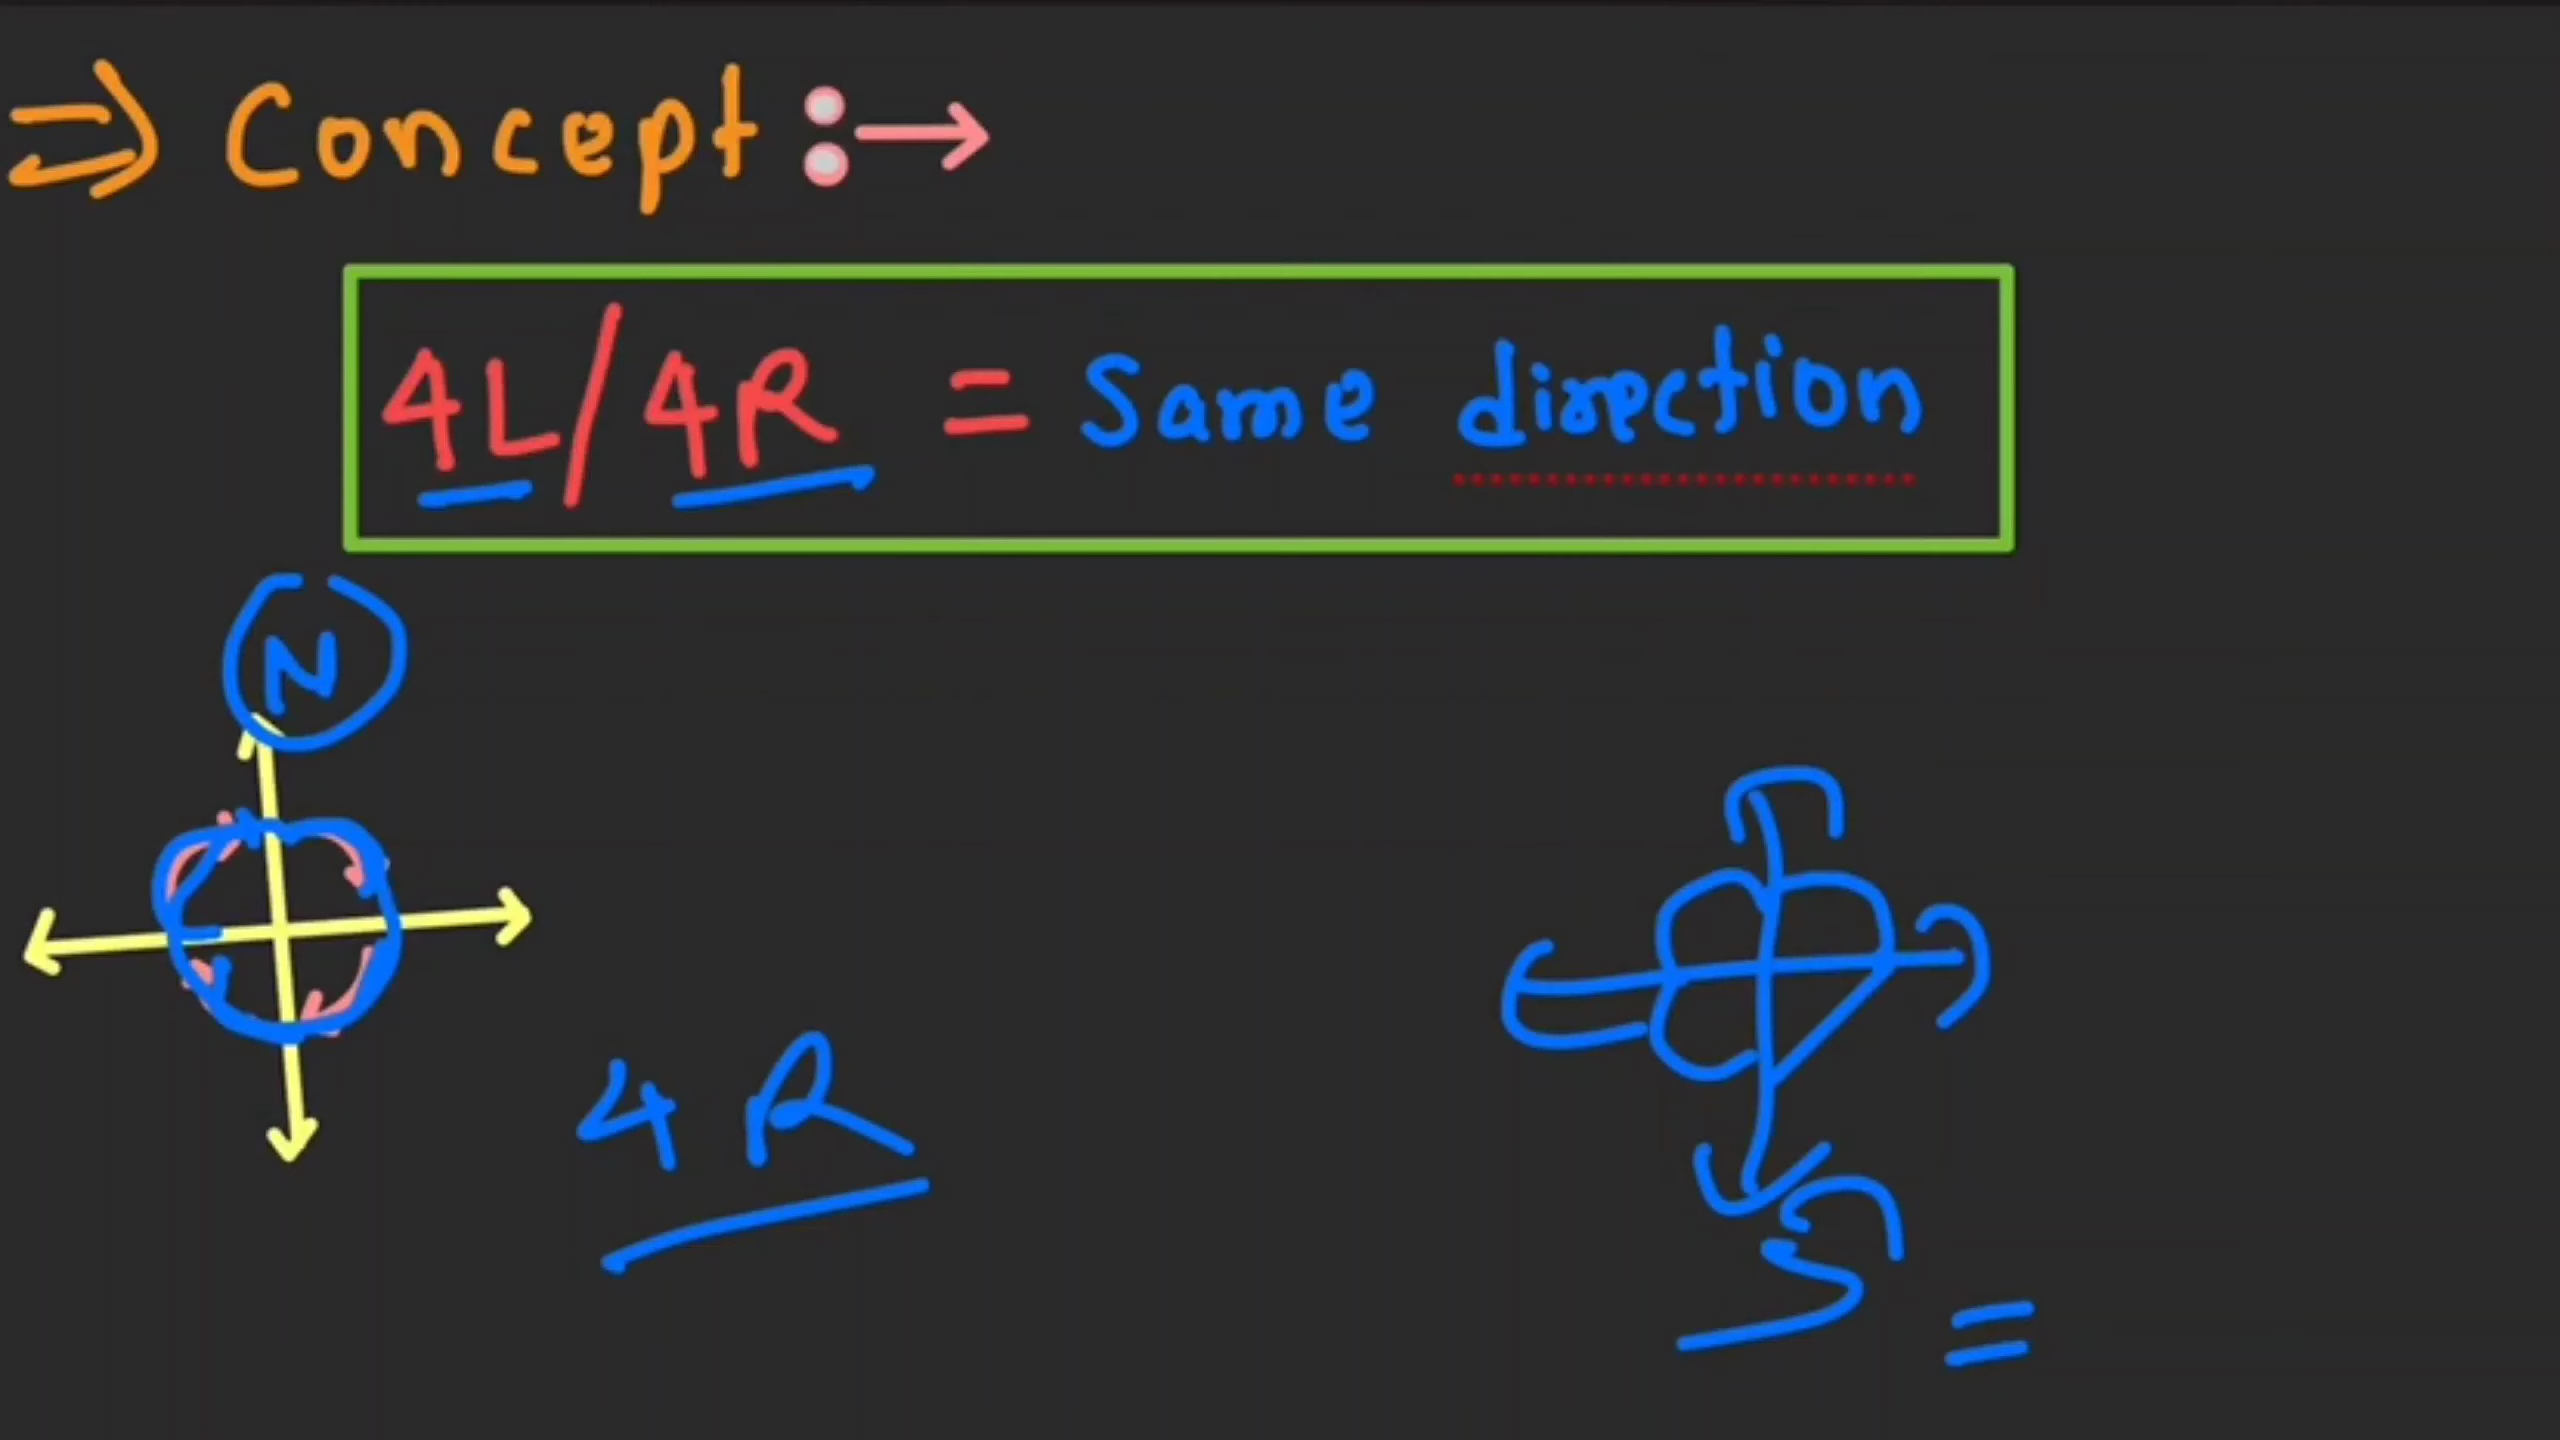 ⇒ Concept :→
4L/4R = Same direction
N
4R
S =